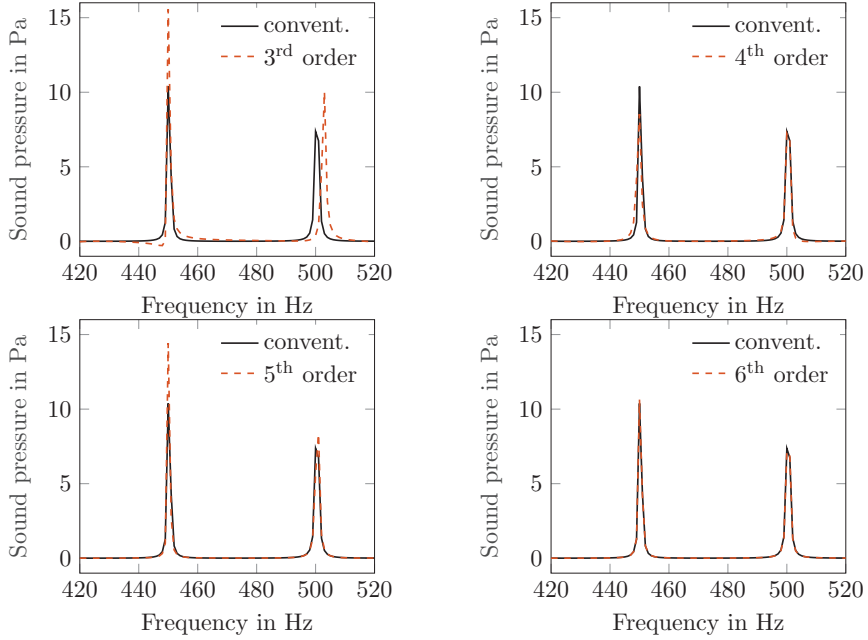 convent.
3rd order
15
10
5
0
Sound pressure in Pa
420 440 460 480 500 520
Frequency in Hz
convent.
4th order
15
10
5
0
Sound pressure in Pa
420 440 460 480 500 520
Frequency in Hz
convent.
5th order
15
10
5
0
Sound pressure in Pa
420 440 460 480 500 520
Frequency in Hz
convent.
6th order
15
10
5
0
Sound pressure in Pa
420 440 460 480 500 520
Frequency in Hz